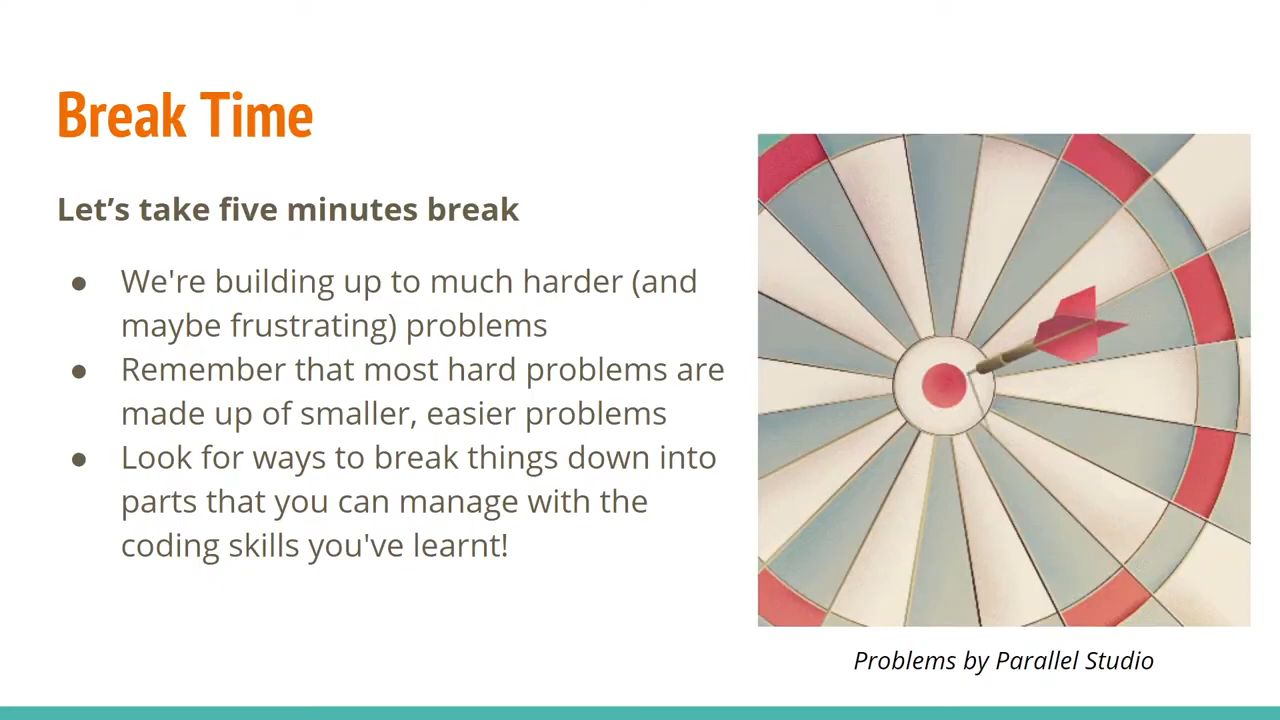 Break Time
Let’s take five minutes break
● We're building up to much harder (and
maybe frustrating) problems
● Remember that most hard problems are
made up of smaller, easier problems
● Look for ways to break things down into
parts that you can manage with the
coding skills you've learnt!
Problems by Parallel Studio